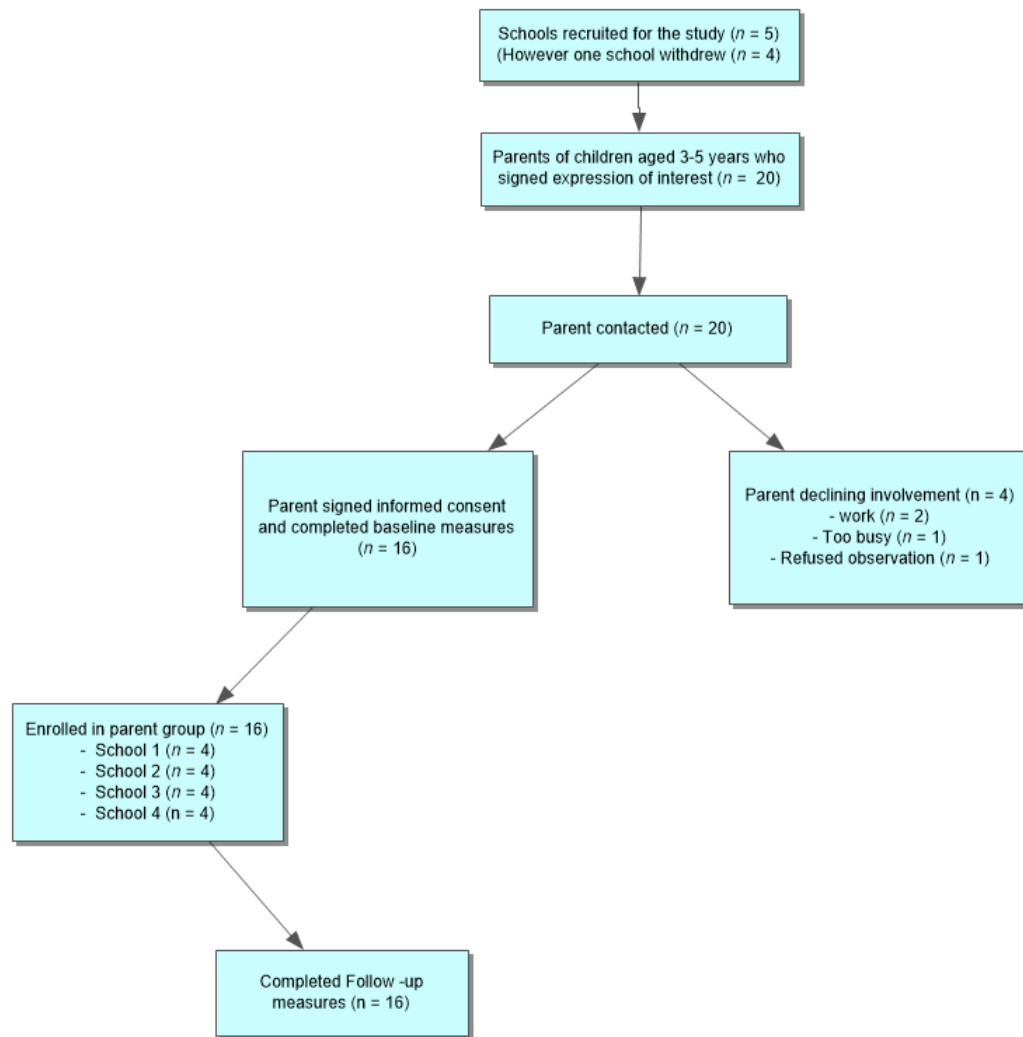 Schools recruited for the study (n = 5)
(However one school withdrew (n = 4)
Parents of children aged 3-5 years who
signed expression of interest (n =  20)
Parent contacted (n = 20)
Parent signed informed consent
and completed baseline measures
(n = 16)
Parent declining involvement (n = 4)
- work (n = 2)
- Too busy (n = 1)
- Refused observation (n = 1)
Enrolled in parent group (n = 16)
- School 1 (n = 4)
- School 2 (n = 4)
- School 3 (n = 4)
- School 4 (n = 4)
Completed Follow -up
measures (n = 16)